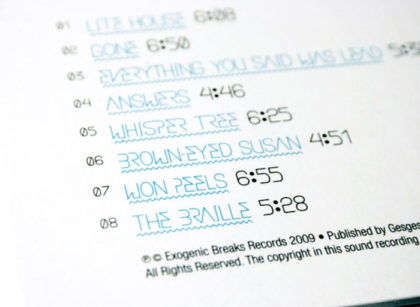 01 LITE HOUSE 6:08
02 GONE 6:50
03 EVERYTHING YOU SAID WAS LEAD
04 ANSWERS 4:46
05 WHISPER TREE 6:25
06 BROWN-EYED SUSAN 4:51
07 WON PEELS 6:55
08 THE BRAILLE 5:28
℗ © Exogenic Breaks Records 2009 • Published by Gesges
All Rights Reserved. The copyright in this sound recording